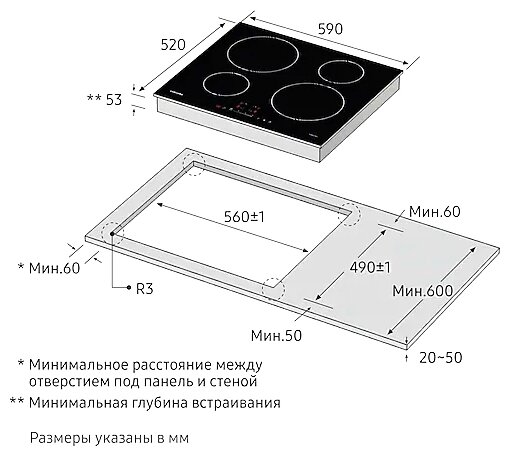 590
520
** 53
560±1
Мин.60
* Мин.60
490±1
R3
Мин.600
Мин.50
20~50
* Минимальное расстояние между
отверстием под панель и стеной
** Минимальная глубина встраивания
Размеры указаны в мм